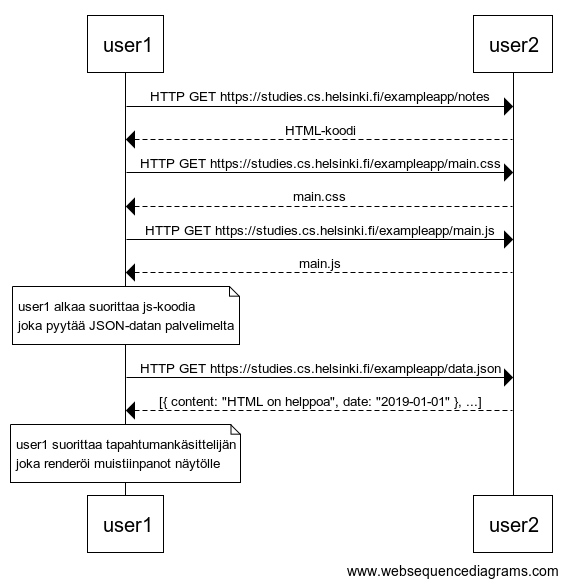 user1
user2
HTTP GET https://studies.cs.helsinki.fi/exampleapp/notes
HTML-koodi
HTTP GET https://studies.cs.helsinki.fi/exampleapp/main.css
main.css
HTTP GET https://studies.cs.helsinki.fi/exampleapp/main.js
main.js
user1 alkaa suorittaa js-koodia
joka pyytää JSON-datan palvelimelta
HTTP GET https://studies.cs.helsinki.fi/exampleapp/data.json
[{ content: "HTML on helppoa", date: "2019-01-01" }, ...]
user1 suorittaa tapahtumankäsittelijän
joka renderöi muistiinpanot näytölle
user1
user2
www.websequencediagrams.com